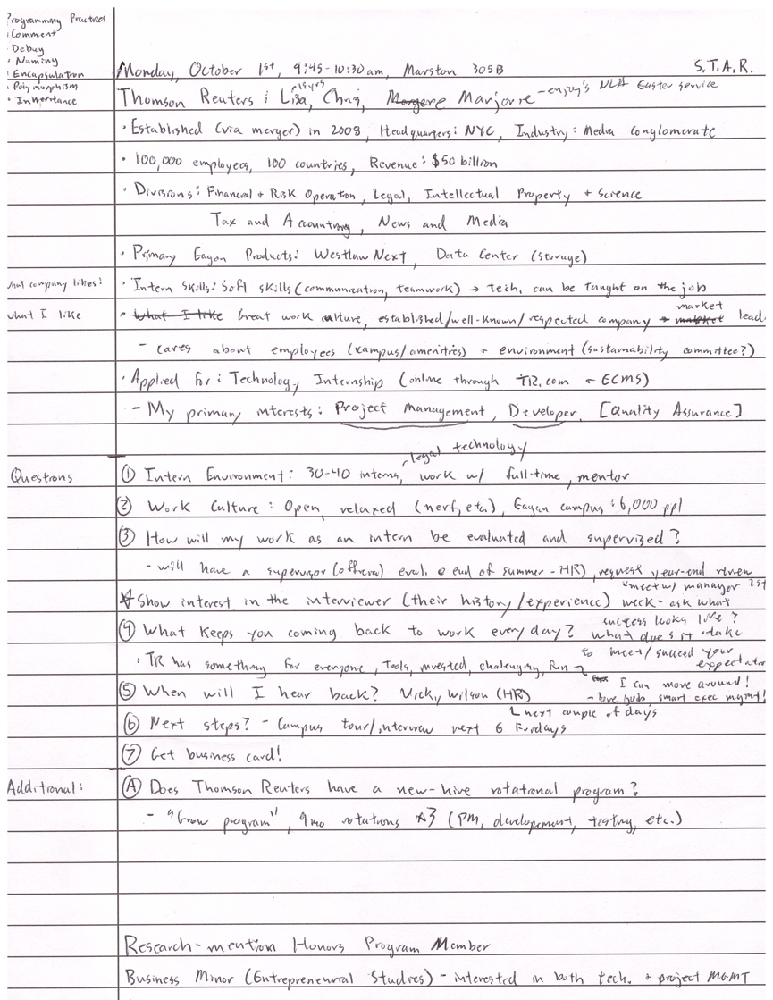 Programming Practices
· Comment
· Debug
· Naming
· Encapsulation
· Polymorphism
· Inheritance
Monday, October 1st, 9:45-10:30am, Marston 305B
S.T.A.R.
Thomson Reuters : Lisa, Chris, Margere Marjorie - enjoy's NLA Easter service
15 yrs
· Established (via merger) in 2008, Headquarters: NYC, Industry: Media conglomerate
· 100,000 employees, 100 countries, Revenue: $50 billion
· Divisions: Financial + Risk Operation, Legal, Intellectual Property + Science
Tax and Accounting, News and Media
· Primary Eagan Products: Westlaw Next, Data Center (storage)
What company likes:
· Intern Skills: Soft skills (communication, teamwork) → tech. can be taught on the job
What I like
· What I like Great work culture, established/well-known/respected company + market market lead
- cares about employees (campus/amenities) + environment (sustainability committee?)
· Applied for: Technology Internship (online through TR.com + ECMS)
- My primary interests: Project Management, Developer, [Quality Assurance]
Questions
① Intern Environment: 30-40 interns, legal technology work w/ full-time, mentor
② Work Culture: Open, relaxed (nerf, etc.), Eagan campus: 6,000 ppl
③ How will my work as an intern be evaluated and supervized?
- will have a supervisor (official eval. @ end of summer - HR), request year-end review
meet w/ manager 1st
week - ask what
success looks like?
what does it take
to meet/succeed your
expectation
☆ Show interest in the interviewer (their history/experience)
④ What keeps you coming back to work every day?
· TR has something for everyone, tools, invested, challenging, fun
I can move around!
- love jobs, smart exec mgmt!
⑤ When will I hear back? Nicky Wilson (HR)
next couple of days
⑥ Next steps? - Campus tour/interview next 6 Fridays
⑦ Get business card!
Additional:
Ⓐ Does Thomson Reuters have a new-hire rotational program?
- "Grow program", 9mo rotations x3 (PM, development, testing, etc.)
Research - mention Honors Program Member
Business Minor (Entrepreneurial Studies) - interested in both tech. + project MGMT